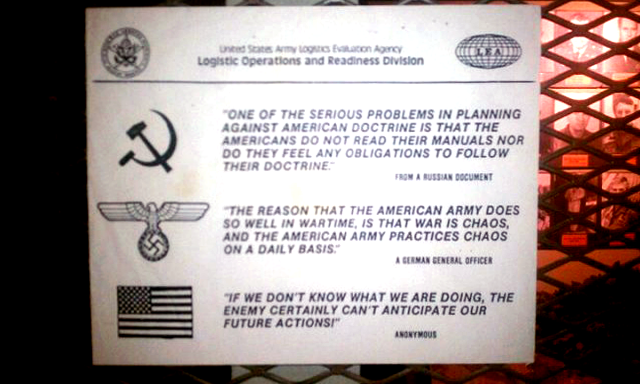 United States Army Logistics Evaluation Agency
LEA
Logistic Operations and Readiness Division
"ONE OF THE SERIOUS PROBLEMS IN PLANNING
AGAINST AMERICAN DOCTRINE IS THAT THE
AMERICANS DO NOT READ THEIR MANUALS NOR
DO THEY FEEL ANY OBLIGATIONS TO FOLLOW
THEIR DOCTRINE."
FROM A RUSSIAN DOCUMENT
"THE REASON THAT THE AMERICAN ARMY DOES
SO WELL IN WARTIME, IS THAT WAR IS CHAOS,
AND THE AMERICAN ARMY PRACTICES CHAOS
ON A DAILY BASIS."
A GERMAN GENERAL OFFICER
"IF WE DON'T KNOW WHAT WE ARE DOING, THE
ENEMY CERTAINLY CAN'T ANTICIPATE OUR
FUTURE ACTIONS!"
ANONYMOUS